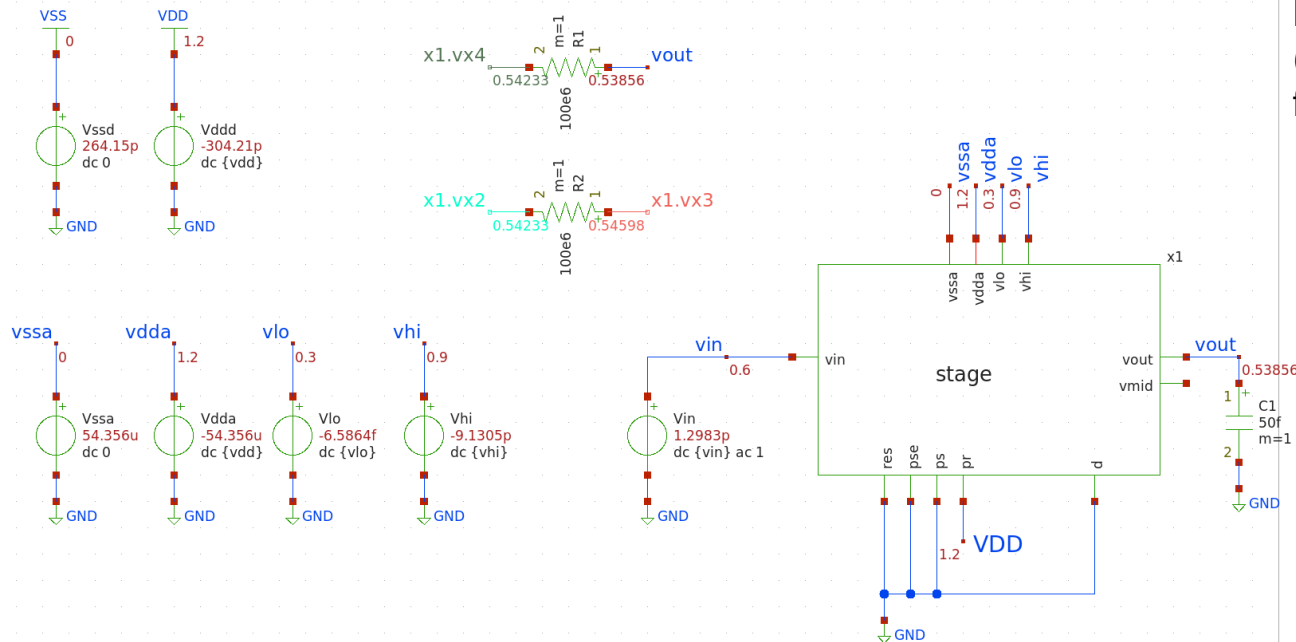 VSS
VDD
0
1.2
Vssd
264.15p
dc 0
Vddd
-304.21p
dc {vdd}
GND
GND
x1.vx4
2
m=1
R1
1
vout
0.54233
0.53856
100e6
x1.vx2
2
m=1
R2
1
x1.vx3
0.54233
0.54598
100e6
vssa
vdda
vlo
vhi
0
1.2
0.3
0.9
x1
vssa
vdda
vlo
vhi
vssa
vdda
vlo
vhi
0
1.2
0.3
0.9
Vssa
54.356u
dc 0
Vdda
-54.356u
dc {vdd}
Vlo
-6.5864f
dc {vlo}
Vhi
-9.1305p
dc {vhi}
GND
GND
GND
GND
vin
0.6
Vin
1.2983p
dc {vin} ac 1
GND
vin
stage
vout
vmid
vout
0.53856
1
C1
50f
m=1
2
GND
res
pse
ps
pr
d
1.2
VDD
GND